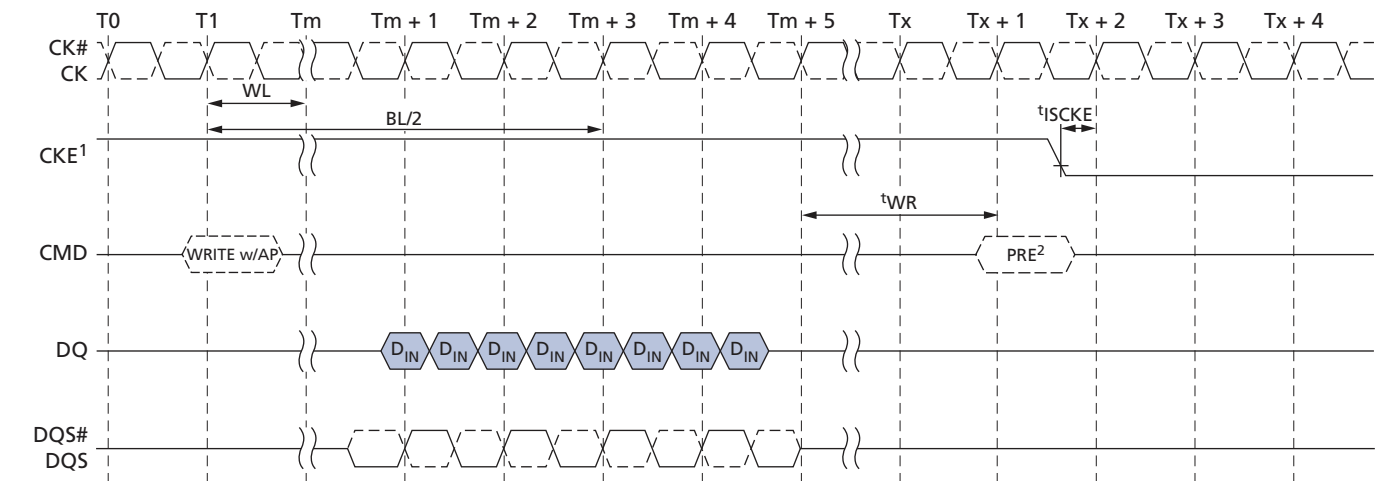 T0 T1 Tm Tm + 1 Tm + 2 Tm + 3 Tm + 4 Tm + 5 Tx Tx + 1 Tx + 2 Tx + 3 Tx + 4
CK#
CK
WL
BL/2
tISCKE
CKE1
tWR
CMD WRITE w/AP PRE2
DQ DIN DIN DIN DIN DIN DIN DIN DIN
DQS#
DQS